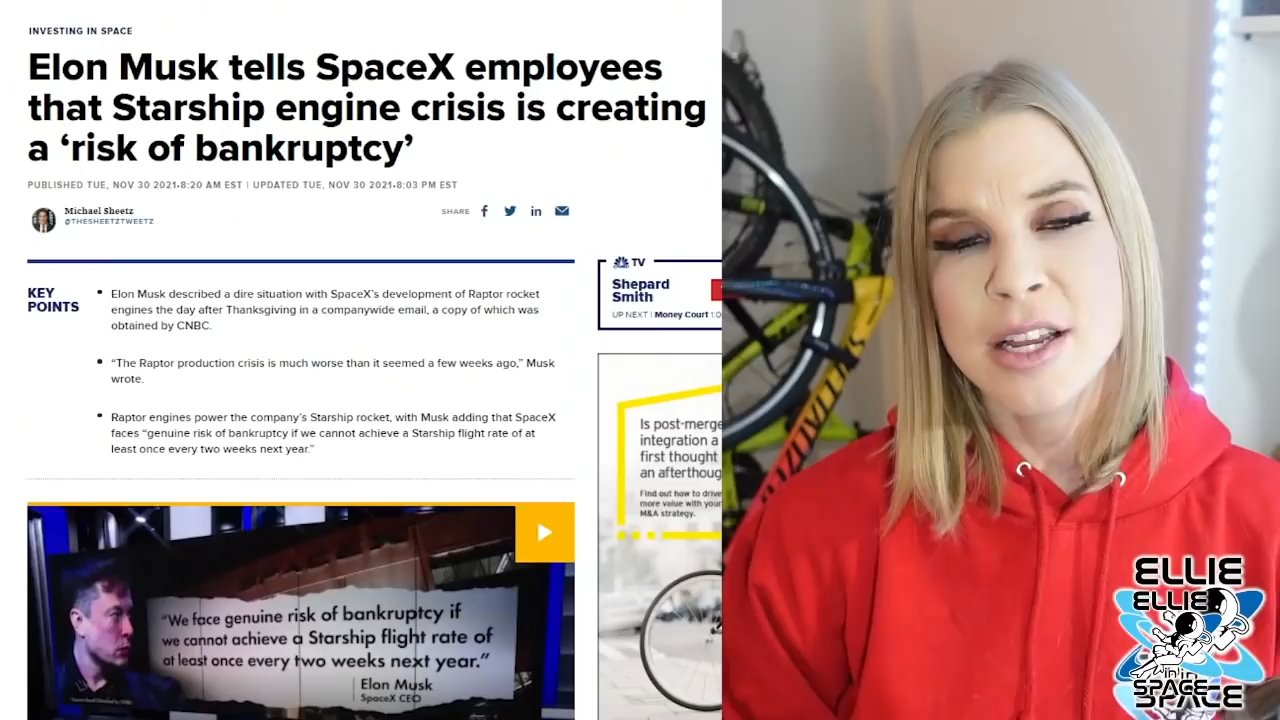 INVESTING IN SPACE
Elon Musk tells SpaceX employees
that Starship engine crisis is creating
a ‘risk of bankruptcy’
PUBLISHED TUE, NOV 30 2021•8:20 AM EST | UPDATED TUE, NOV 30 2021•8:03 PM EST
Michael Sheetz
@THESHEETZTWEETZ
SHARE
KEY
POINTS
Elon Musk described a dire situation with SpaceX’s development of Raptor rocket
engines the day after Thanksgiving in a companywide email, a copy of which was
obtained by CNBC.
“The Raptor production crisis is much worse than it seemed a few weeks ago,” Musk
wrote.
Raptor engines power the company’s Starship rocket, with Musk adding that SpaceX
faces “genuine risk of bankruptcy if we cannot achieve a Starship flight rate of at
least once every two weeks next year.”
“We face genuine risk of bankruptcy if
we cannot achieve a Starship flight rate of
at least once every two weeks next year.”
Elon Musk
SpaceX CEO
TV
Shepard
Smith
UP NEXT | Money Court 1:0
Is post-merge
integration a
first thought
an afterthoug
Find out how to drive
more value with your
M&A strategy.
ELLIE
ELLIE
in
SPACE
SPACE